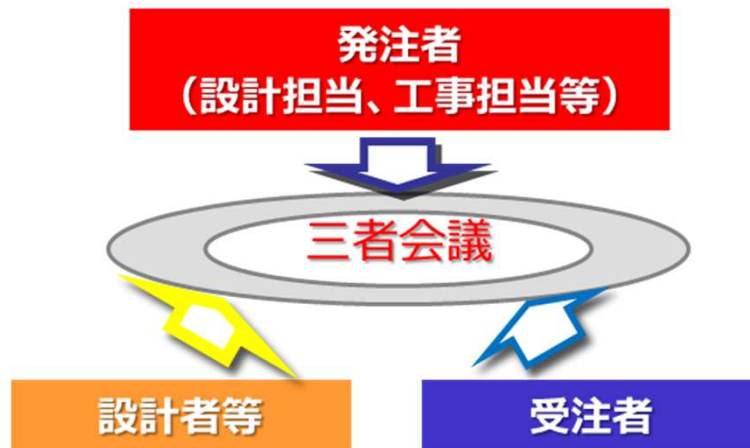 発注者
（設計担当、工事担当等）
三者会議
設計者等
受注者